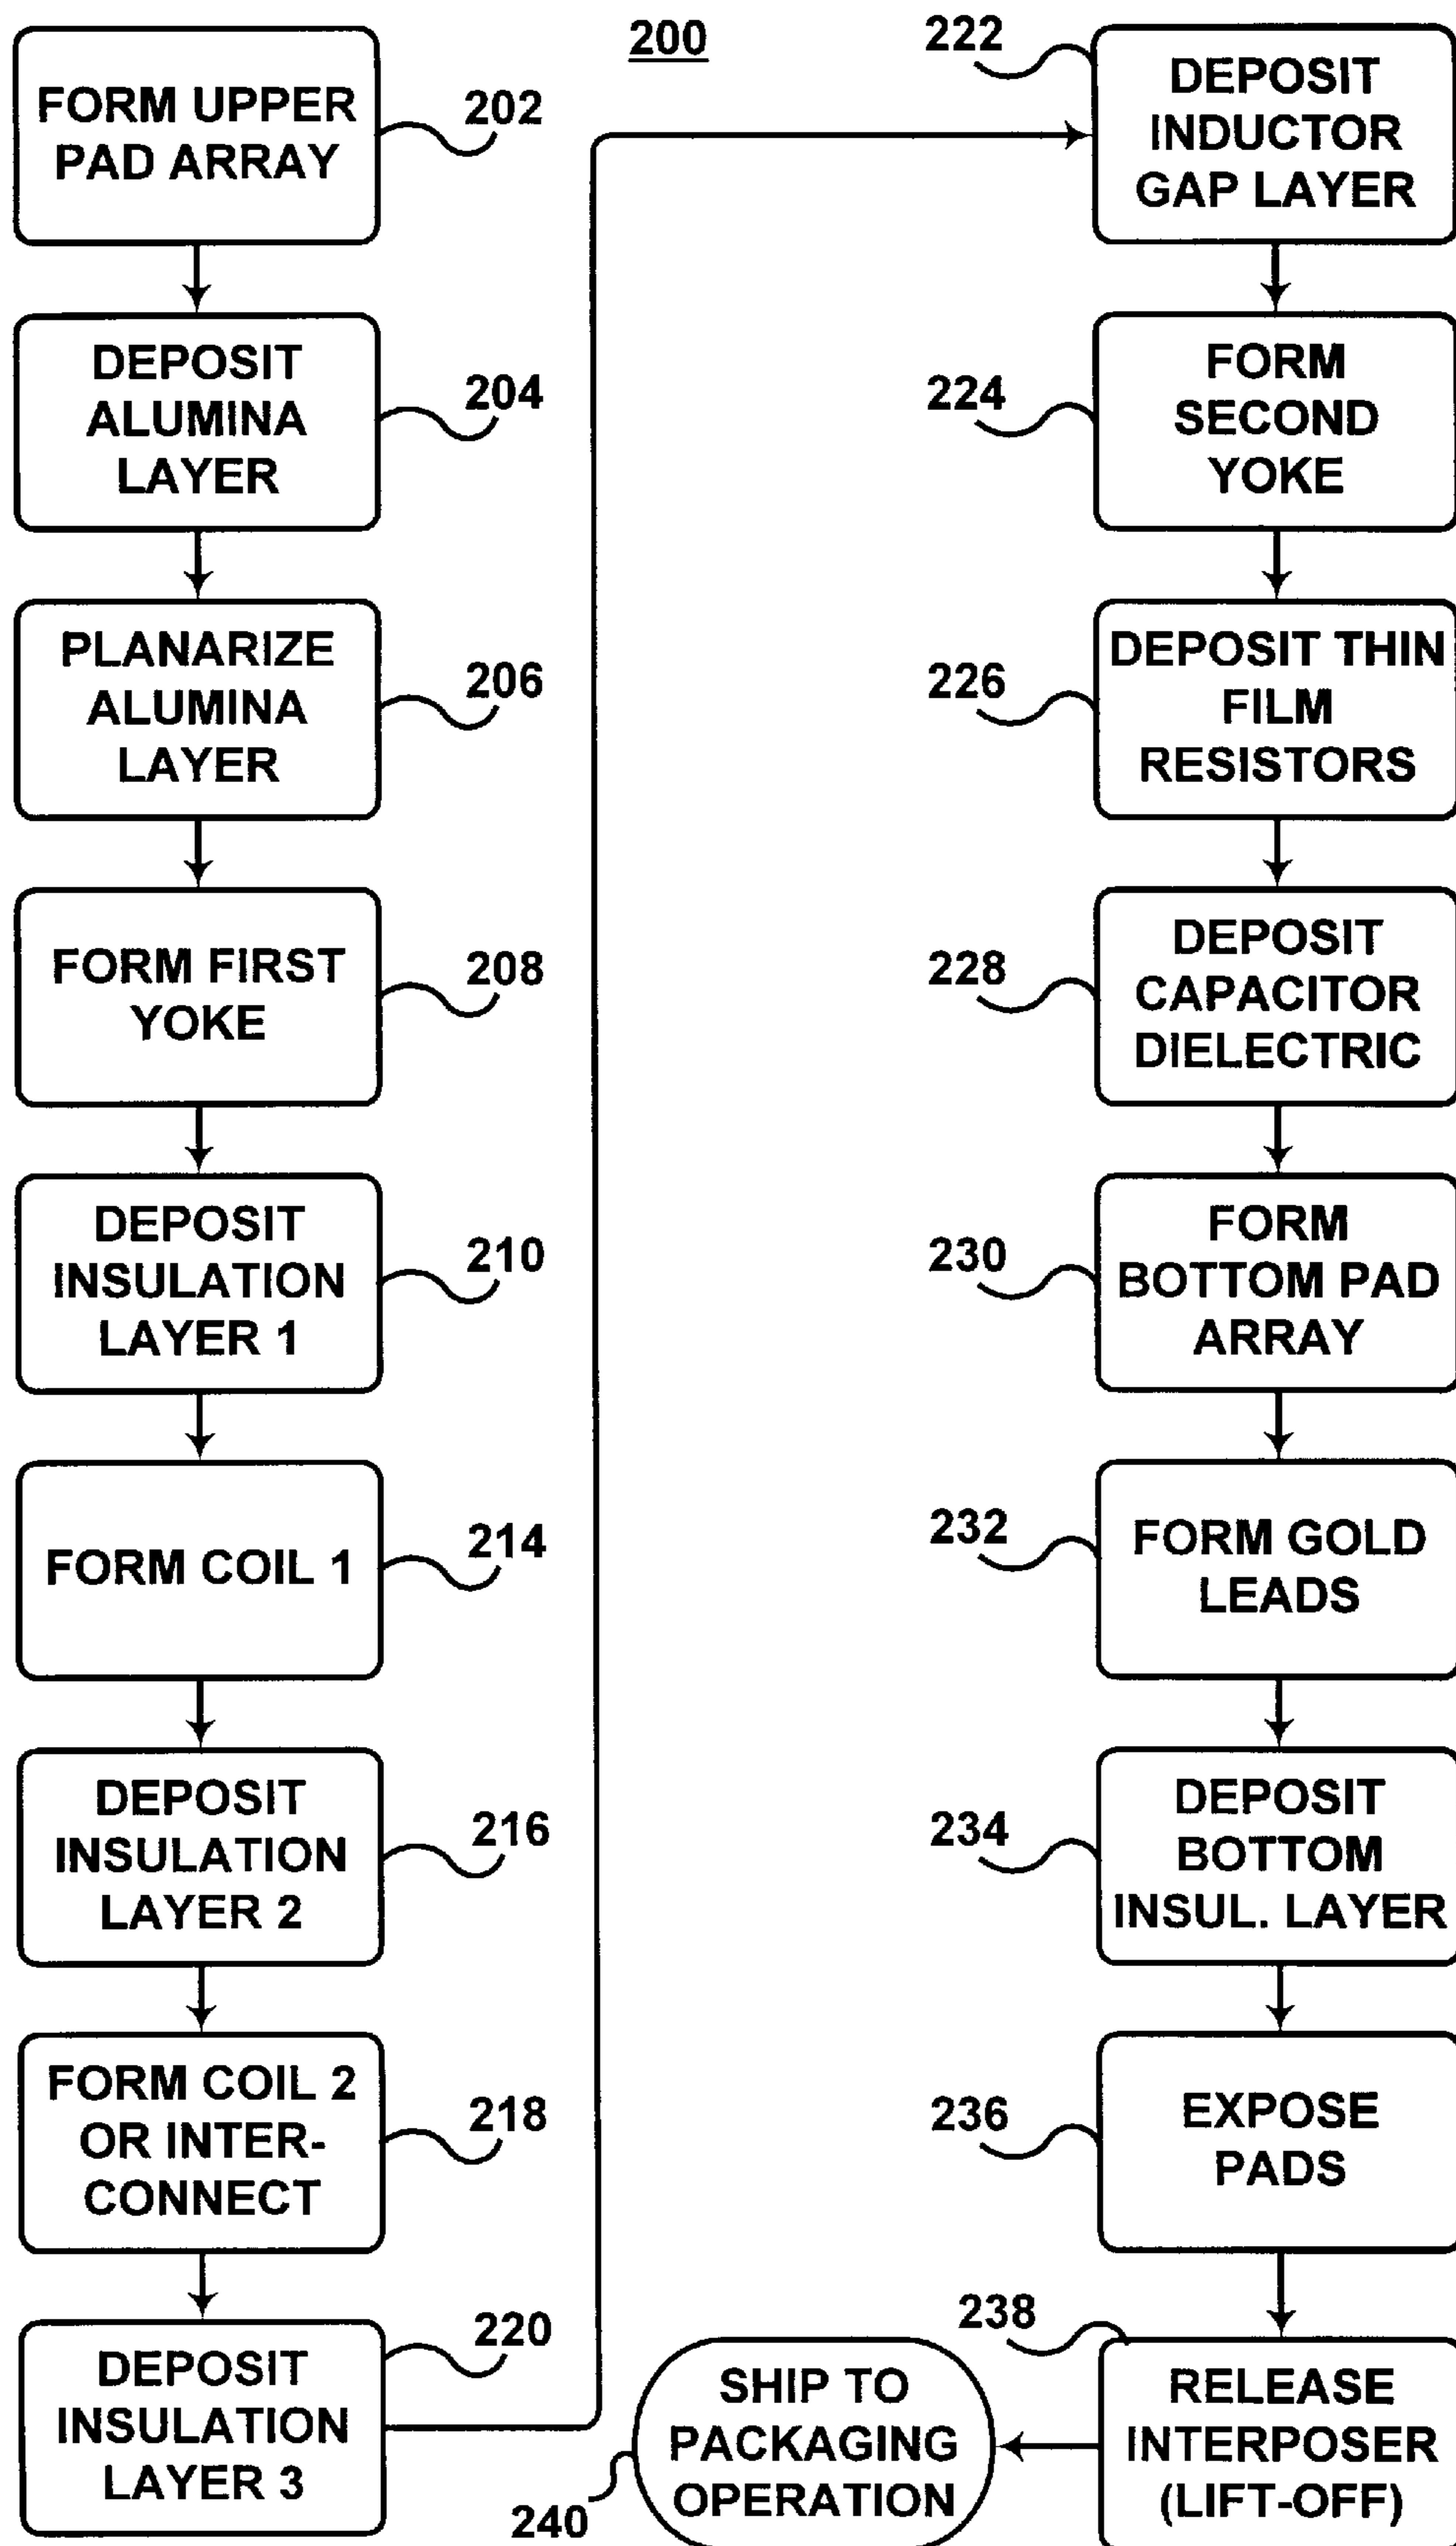 200
FORM UPPER
PAD ARRAY
202
DEPOSIT
ALUMINA
LAYER
204
PLANARIZE
ALUMINA
LAYER
206
FORM FIRST
YOKE
208
DEPOSIT
INSULATION
LAYER 1
210
FORM COIL 1
214
DEPOSIT
INSULATION
LAYER 2
216
FORM COIL 2
OR INTER-
CONNECT
218
DEPOSIT
INSULATION
LAYER 3
220
222
DEPOSIT
INDUCTOR
GAP LAYER
224
FORM
SECOND
YOKE
226
DEPOSIT THIN
FILM
RESISTORS
228
DEPOSIT
CAPACITOR
DIELECTRIC
230
FORM
BOTTOM PAD
ARRAY
232
FORM GOLD
LEADS
234
DEPOSIT
BOTTOM
INSUL. LAYER
236
EXPOSE
PADS
238
RELEASE
INTERPOSER
(LIFT-OFF)
SHIP TO
PACKAGING
OPERATION
240